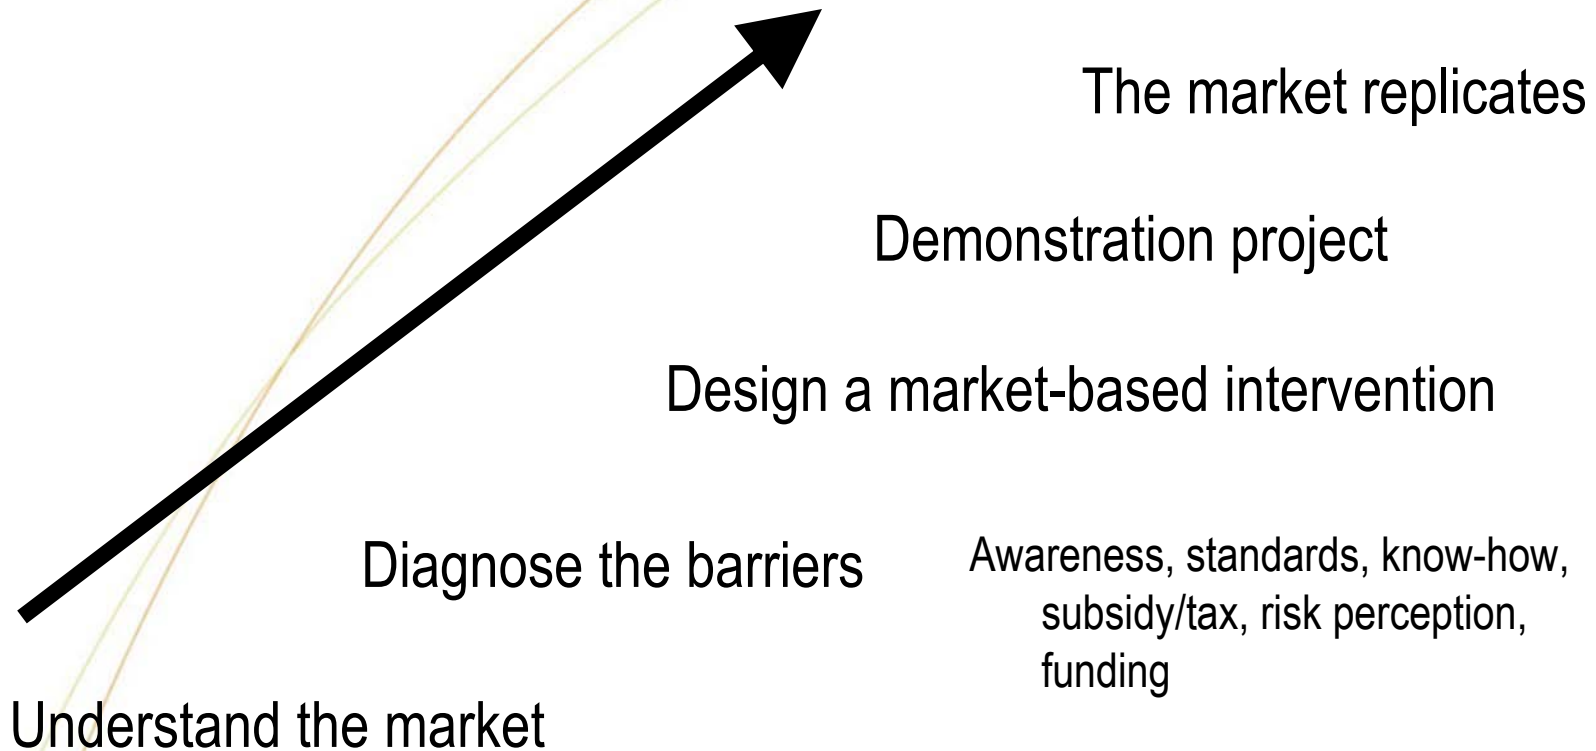 The market replicates
Demonstration project
Design a market-based intervention
Diagnose the barriers
Awareness, standards, know-how,
subsidy/tax, risk perception,
funding
Understand the market